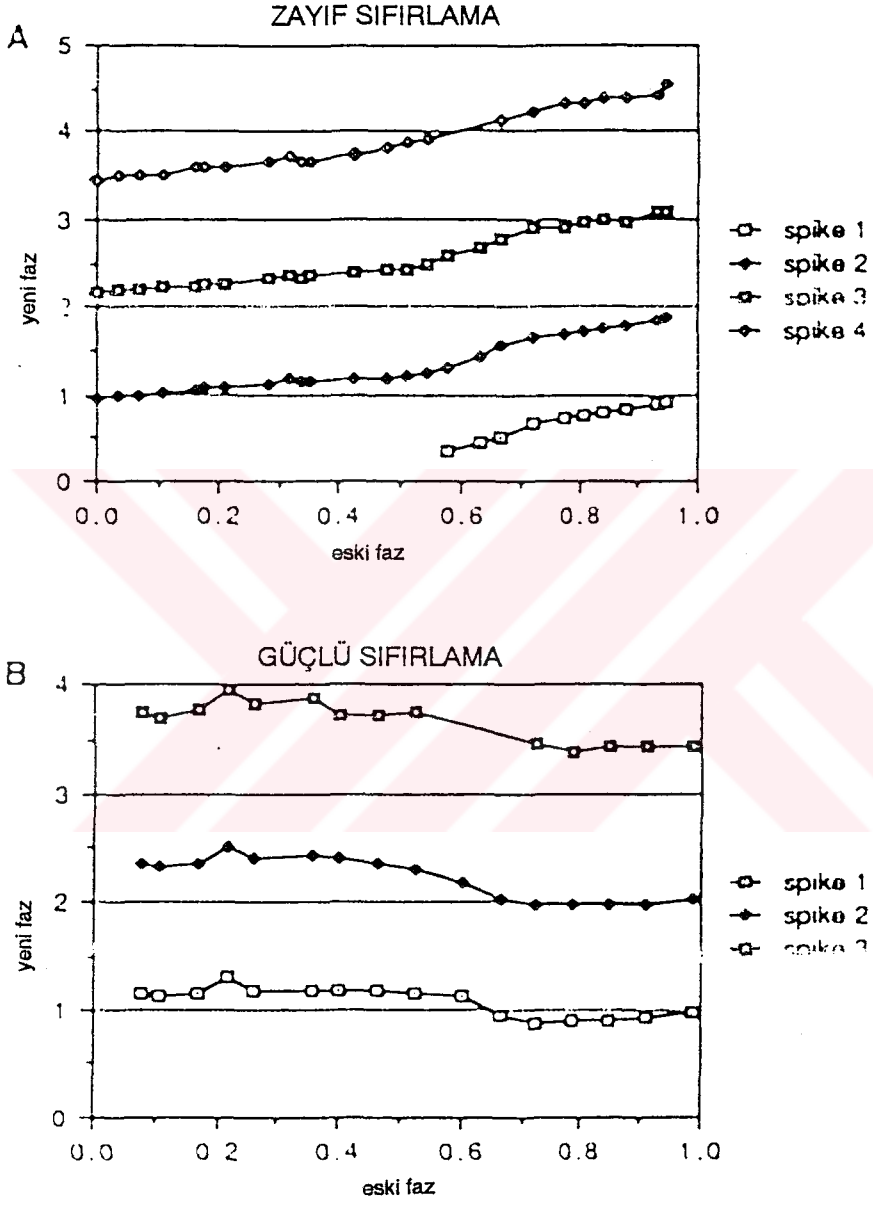 A
ZAYIF SIFIRLAMA
5
4
3
2
1
0
yeni faz
0.0 0.2 0.4 0.6 0.8 1.0
eski faz
spike 1
spike 2
spike 3
spike 4
B
GÜÇLÜ SIFIRLAMA
4
3
2
1
0
yeni faz
0.0 0.2 0.4 0.6 0.8 1.0
eski faz
spike 1
spike 2
spike 3